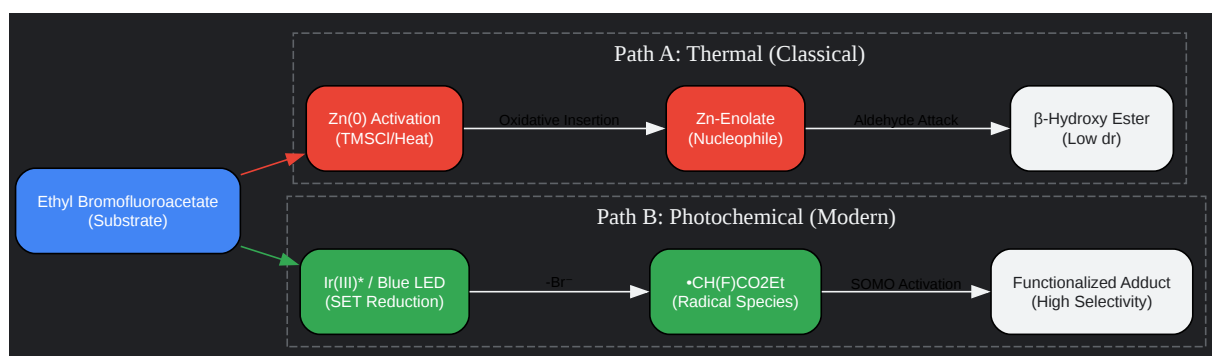 Path A: Thermal (Classical)
Zn(0) Activation
(TMSCl/Heat)
Oxidative Insertion
Zn-Enolate
(Nucleophile)
Aldehyde Attack
β-Hydroxy Ester
(Low dr)
Ethyl Bromofluoroacetate
(Substrate)
Path B: Photochemical (Modern)
Ir(III)* / Blue LED
(SET Reduction)
-Br⁻
•CH(F)CO2Et
(Radical Species)
SOMO Activation
Functionalized Adduct
(High Selectivity)